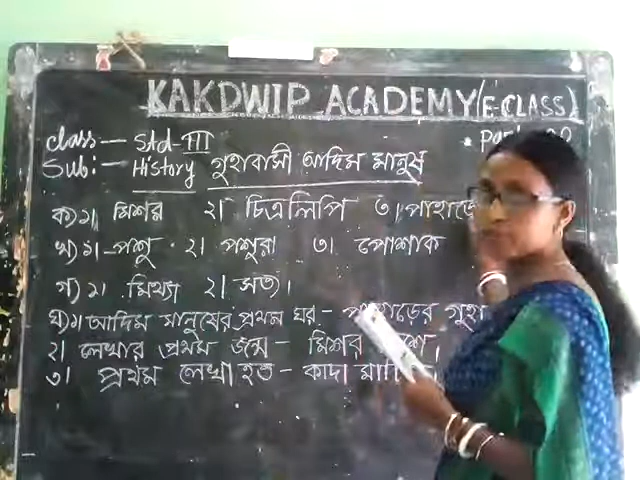 KAKDWIP ACADEMY (E-CLASS)
Class — Std-III
Sub:- History গুহাবাসী আদিম মানুষ
ক) ১। মিশর ২। চিত্রলিপি ৩।
খ) ১। পশু ২। পশুরা ৩। পোশাক
গ) ১। মিথ্যা ২। সত্য।
ঘ) ১। আদিম মানুষের প্রথম ঘর - গুহা
২। লেখার প্রথম জন্ম - মিশর
৩। প্রথম লেখা হত - কাদা